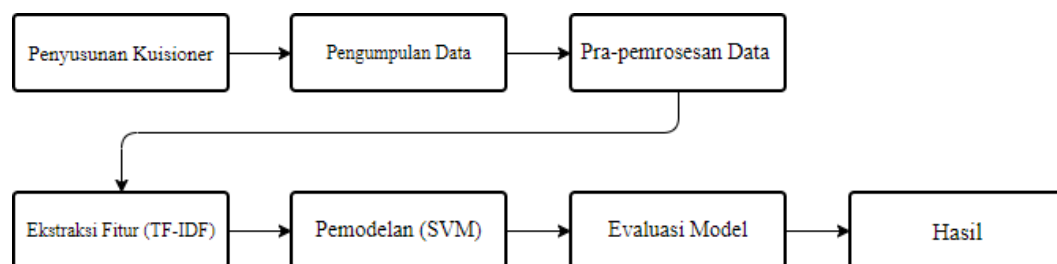 Penyusunan Kuisioner
Pengumpulan Data
Pra-pemrosesan Data
Ekstraksi Fitur (TF-IDF)
Pemodelan (SVM)
Evaluasi Model
Hasil